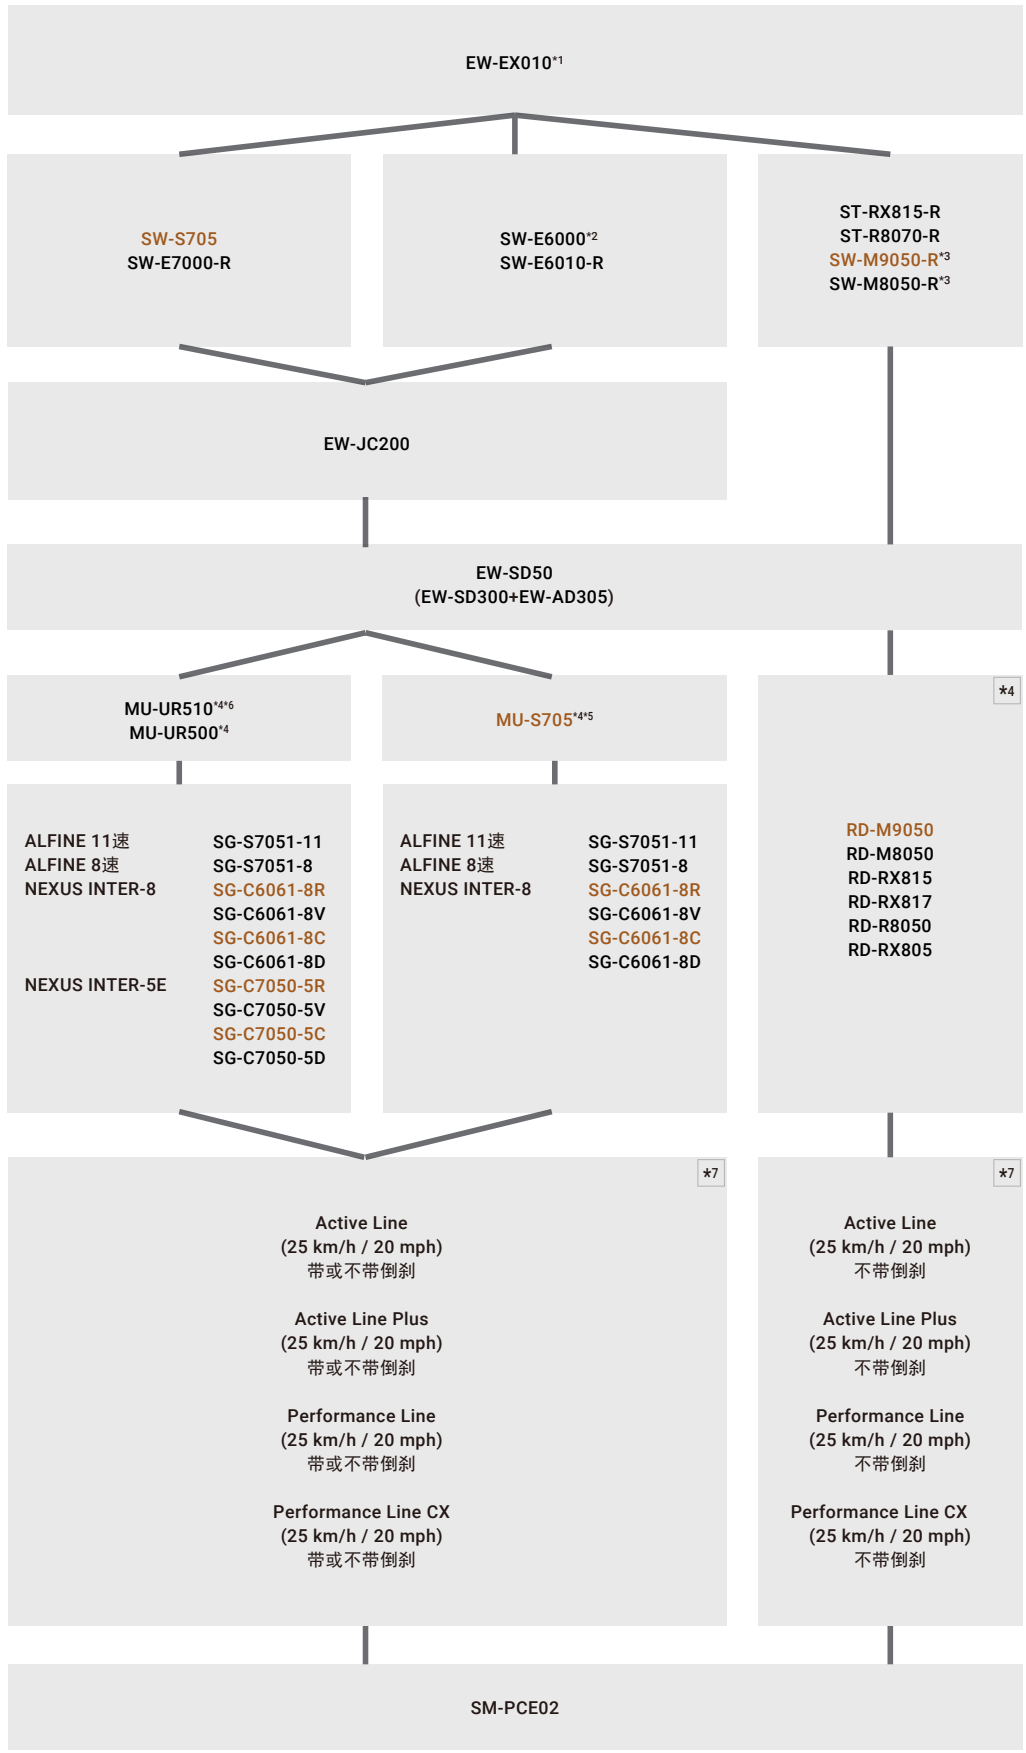 EW-EX010*1
SW-S705
SW-E7000-R
SW-E6000*2
SW-E6010-R
ST-RX815-R
ST-R8070-R
SW-M9050-R*3
SW-M8050-R*3
EW-JC200
EW-SD50
(EW-SD300+EW-AD305)
MU-UR510*4*6
MU-UR500*4
MU-S705*4*5
*4
ALFINE 11速 SG-S7051-11
ALFINE 8速 SG-S7051-8
NEXUS INTER-8 SG-C6061-8R
SG-C6061-8V
SG-C6061-8C
SG-C6061-8D
NEXUS INTER-5E SG-C7050-5R
SG-C7050-5V
SG-C7050-5C
SG-C7050-5D
ALFINE 11速 SG-S7051-11
ALFINE 8速 SG-S7051-8
NEXUS INTER-8 SG-C6061-8R
SG-C6061-8V
SG-C6061-8C
SG-C6061-8D
RD-M9050
RD-M8050
RD-RX815
RD-RX817
RD-R8050
RD-RX805
*7
Active Line
(25 km/h / 20 mph)
带或不带倒刹
Active Line Plus
(25 km/h / 20 mph)
带或不带倒刹
Performance Line
(25 km/h / 20 mph)
带或不带倒刹
Performance Line CX
(25 km/h / 20 mph)
带或不带倒刹
*7
Active Line
(25 km/h / 20 mph)
不带倒刹
Active Line Plus
(25 km/h / 20 mph)
不带倒刹
Performance Line
(25 km/h / 20 mph)
不带倒刹
Performance Line CX
(25 km/h / 20 mph)
不带倒刹
SM-PCE02